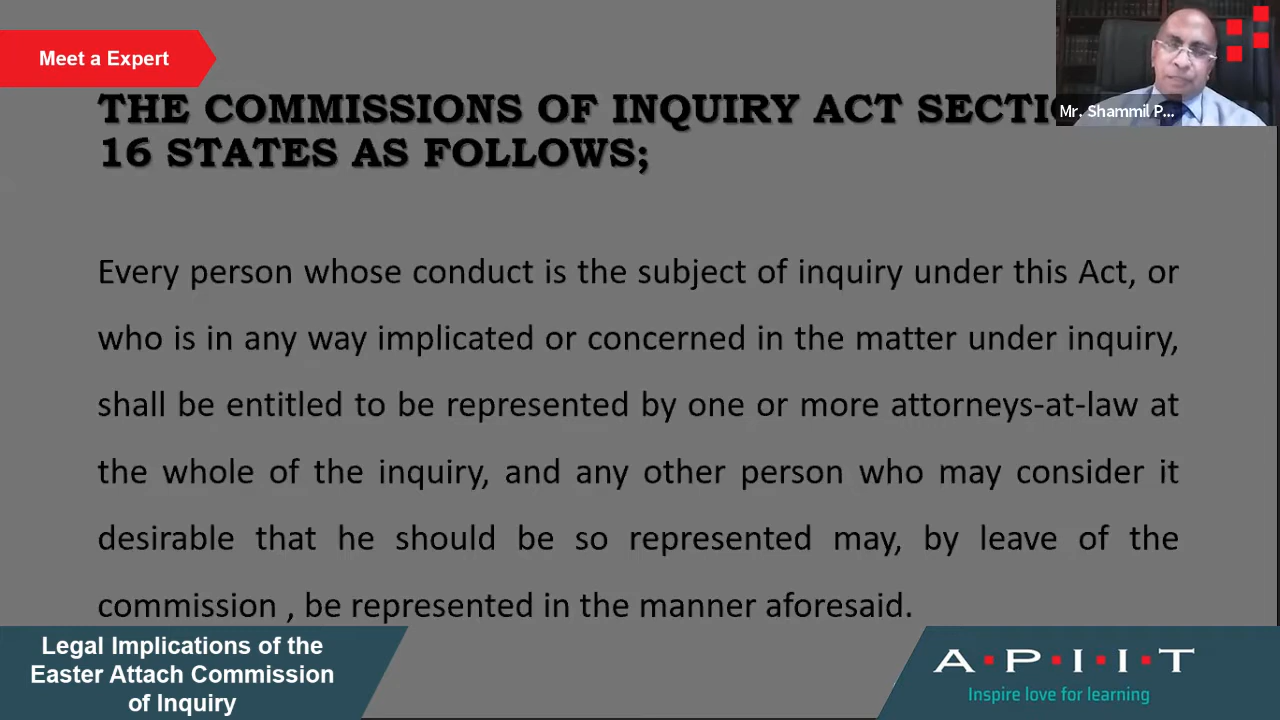 Meet a Expert
THE COMMISSIONS OF INQUIRY ACT
16 STATES AS FOLLOWS;
Mr. Shammil P...
Every person whose conduct is the subject of inquiry under this Act, or
who is in any way implicated or concerned in the matter under inquiry,
shall be entitled to be represented by one or more attorneys-at-law at
the whole of the inquiry, and any other person who may consider it
desirable that he should be so represented may, by leave of the
commission , be represented in the manner aforesaid.
Legal Implications of the
Easter Attach Commission
of Inquiry
A·P·I·I·T
Inspire love for learning